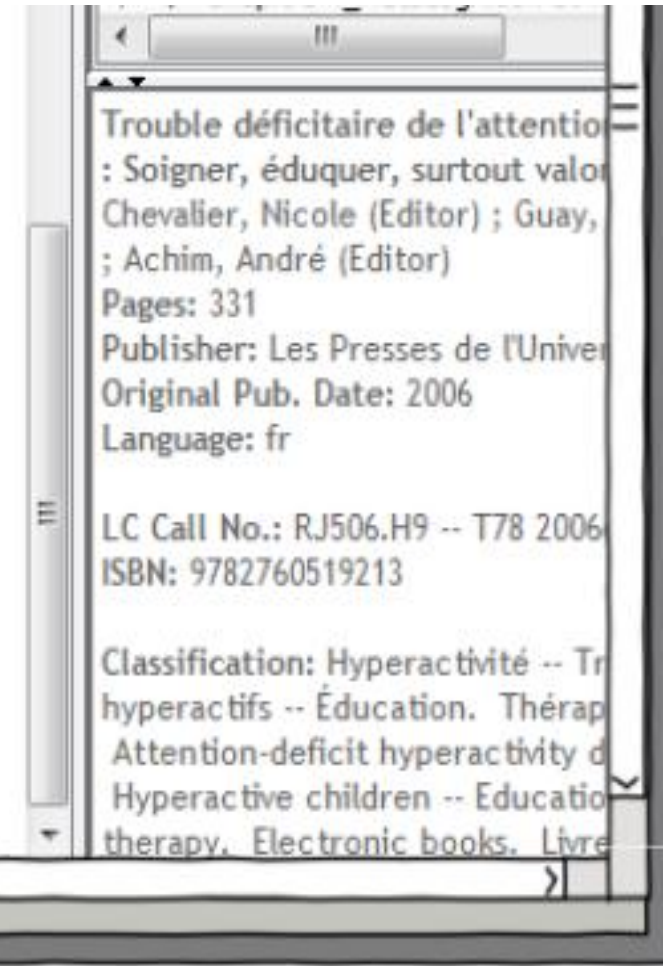 Trouble déficitaire de l'attentio
: Soigner, éduquer, surtout valo
Chevalier, Nicole (Editor) ; Guay,
; Achim, André (Editor)
Pages: 331
Publisher: Les Presses de l'Univer
Original Pub. Date: 2006
Language: fr
LC Call No.: RJ506.H9 -- T78 2006
ISBN: 9782760519213
Classification: Hyperactivité -- Tr
hyperactifs -- Éducation. Thérap
Attention-deficit hyperactivity d
Hyperactive children -- Educatio
therapy. Electronic books. Livre